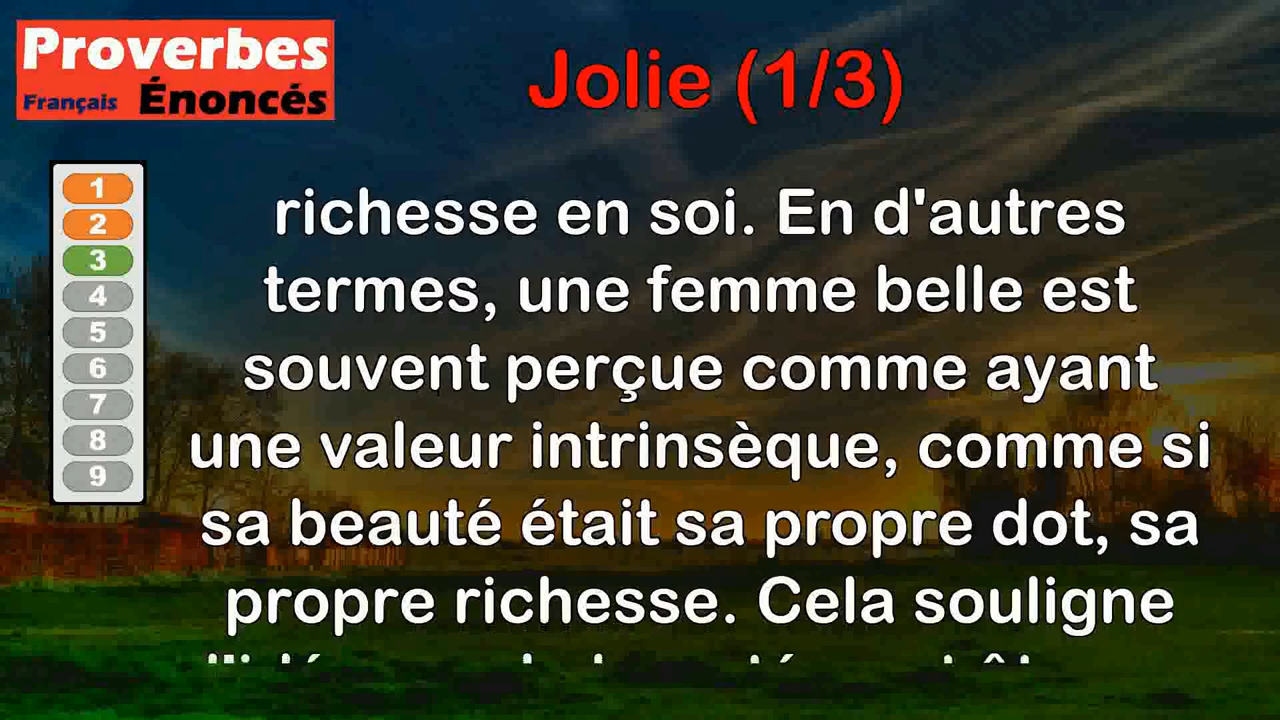 Proverbes
Français Énoncés
Jolie (1/3)
1
2
3
4
5
6
7
8
9
richesse en soi. En d'autres
termes, une femme belle est
souvent perçue comme ayant
une valeur intrinsèque, comme si
sa beauté était sa propre dot, sa
propre richesse. Cela souligne